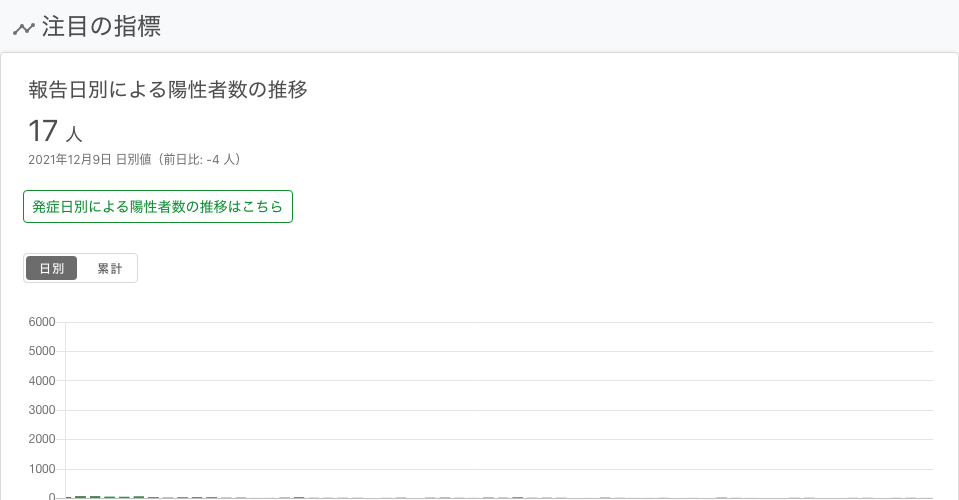 注目の指標
報告日別による陽性者数の推移
17 人
2021年12月9日 日別値（前日比: -4 人）
発症日別による陽性者数の推移はこちら
日別 累計
6000
5000
4000
3000
2000
1000
0